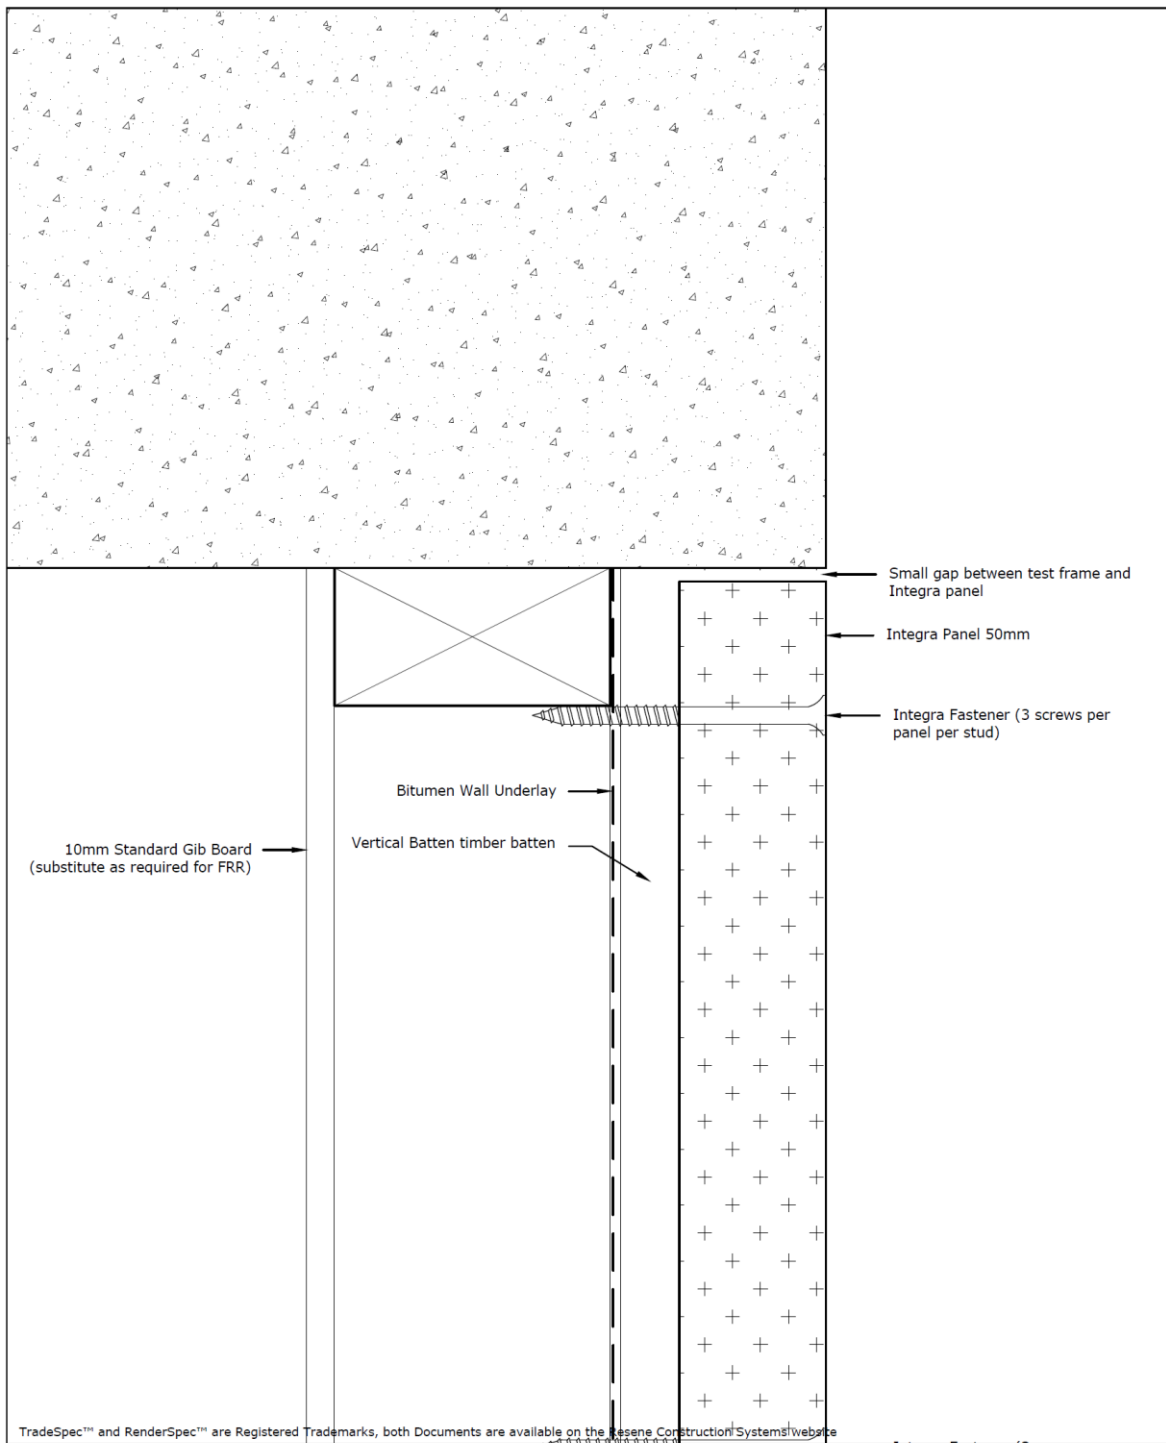 Small gap between test frame and
Integra panel
Integra Panel 50mm
Integra Fastener (3 screws per
panel per stud)
Bitumen Wall Underlay
Vertical Batten timber batten
10mm Standard Gib Board
(substitute as required for FRR)
TradeSpec™ and RenderSpec™ are Registered Trademarks, both Documents are available on the Resene Construction Systems website